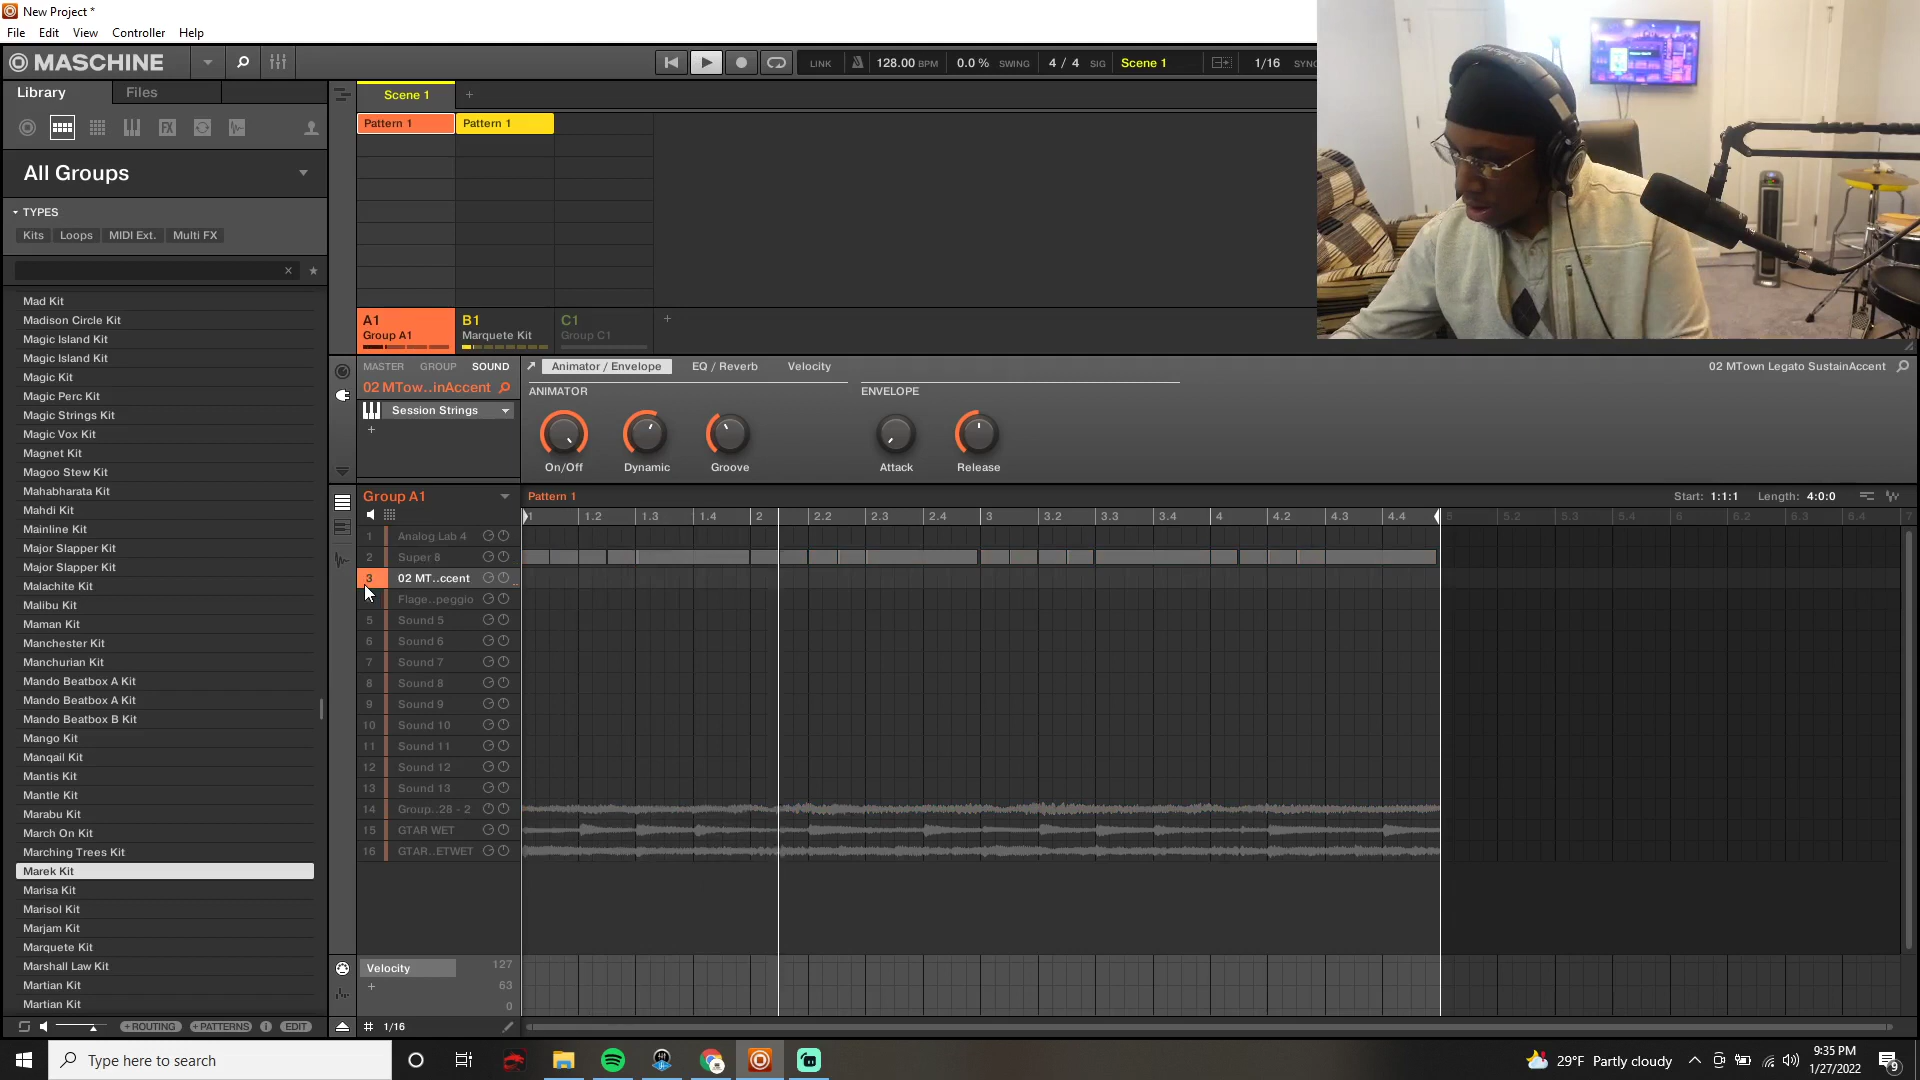 New Project *
File Edit View Controller Help
MASCHINE
LINK 128.00 BPM 0.0 % SWING 4 / 4 SIG Scene 1 1/16 SYNC
Library Files
FX
All Groups
TYPES
Kits Loops MIDI Ext. Multi FX
Mad Kit
Madison Circle Kit
Magic Island Kit
Magic Island Kit
Magic Kit
Magic Perc Kit
Magic Strings Kit
Magic Vox Kit
Magnet Kit
Magoo Stew Kit
Mahabharata Kit
Mahdi Kit
Mainline Kit
Major Slapper Kit
Major Slapper Kit
Malachite Kit
Malibu Kit
Maman Kit
Manchester Kit
Manchurian Kit
Mando Beatbox A Kit
Mando Beatbox A Kit
Mando Beatbox B Kit
Mango Kit
Manqail Kit
Mantis Kit
Mantle Kit
Marabu Kit
March On Kit
Marching Trees Kit
Marek Kit
Marisa Kit
Marisol Kit
Marjam Kit
Marquete Kit
Marshall Law Kit
Martian Kit
Martian Kit
+ROUTING +PATTERNS i EDIT
Scene 1 +
Pattern 1 Pattern 1
A1 B1 C1 +
Group A1 Marquete Kit Group C1
MASTER GROUP SOUND
02 MTow..inAccent
Session Strings
+
Animator / Envelope EQ / Reverb Velocity 02 MTown Legato SustainAccent
ANIMATOR ENVELOPE
On/Off Dynamic Groove Attack Release
Group A1 Pattern 1 Start: 1:1:1 Length: 4:0:0
1 1.2 1.3 1.4 2 2.2 2.3 2.4 3 3.2 3.3 3.4 4 4.2 4.3 4.4 5 5.2 5.3 5.4 6 6.2 6.3 6.4 7
1 Analog Lab 4
2 Super 8
3 02 MT..ccent
Flage..peggio
5 Sound 5
6 Sound 6
7 Sound 7
8 Sound 8
9 Sound 9
10 Sound 10
11 Sound 11
12 Sound 12
13 Sound 13
14 Group..28 - 2
15 GTAR WET
16 GTAR..ETWET
Velocity 127
+ 63
0
1/16
Type here to search
29°F Partly cloudy
9:35 PM
1/27/2022
9